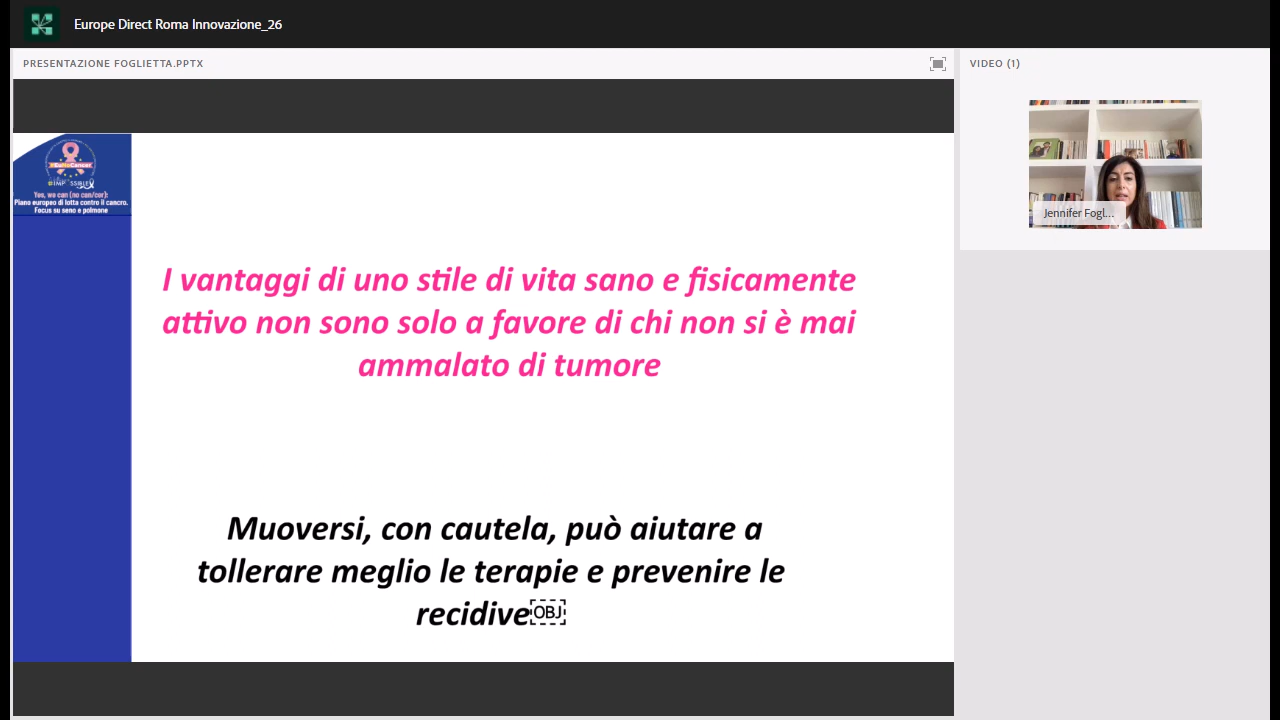 Europe Direct Roma Innovazione_26
PRESENTAZIONE FOGLIETTA.PPTX
VIDEO (1)
Jennifer Fogl...
#EuVsCancer
Yes, we can (no can/cer):
Piano europeo di lotta contro il cancro.
Focus su seno e polmone
I vantaggi di uno stile di vita sano e fisicamente
attivo non sono solo a favore di chi non si è mai
ammalato di tumore
Muoversi, con cautela, può aiutare a
tollerare meglio le terapie e prevenire le
recidive￼